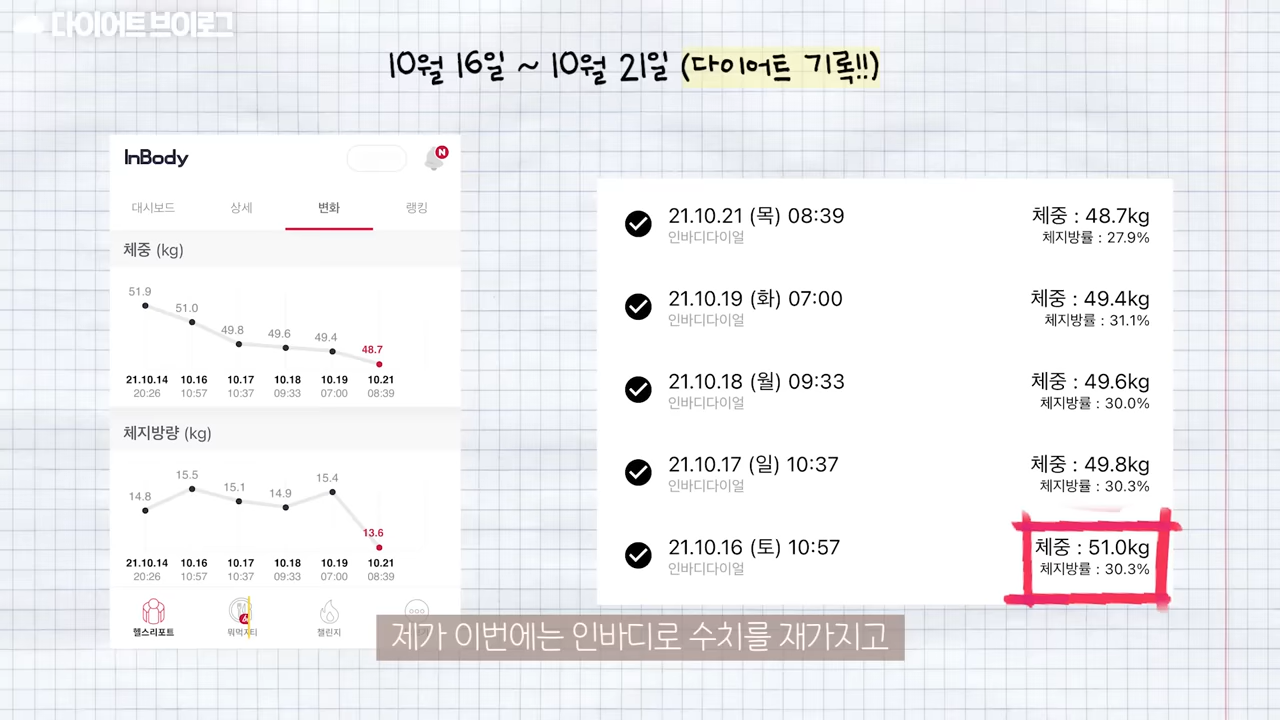 다이어트 브이로그
10월 16일 ~ 10월 21일 (다이어트 기록!!)
InBody
N
대시보드 상세 변화 랭킹
체중 (kg)
51.9 51.0 49.8 49.6 49.4 48.7
21.10.14 10.16 10.17 10.18 10.19 10.21
20:26 10:57 10:37 09:33 07:00 08:39
체지방량 (kg)
14.8 15.5 15.1 14.9 15.4 13.6
21.10.14 10.16 10.17 10.18 10.19 10.21
20:26 10:57 10:37 09:33 07:00 08:39
헬스리포트 뭐먹지티 챌린지
21.10.21 (목) 08:39 체중 : 48.7kg
인바디다이얼 체지방률 : 27.9%
21.10.19 (화) 07:00 체중 : 49.4kg
인바디다이얼 체지방률 : 31.1%
21.10.18 (월) 09:33 체중 : 49.6kg
인바디다이얼 체지방률 : 30.0%
21.10.17 (일) 10:37 체중 : 49.8kg
인바디다이얼 체지방률 : 30.3%
21.10.16 (토) 10:57 체중 : 51.0kg
인바디다이얼 체지방률 : 30.3%
제가 이번에는 인바디로 수치를 재가지고